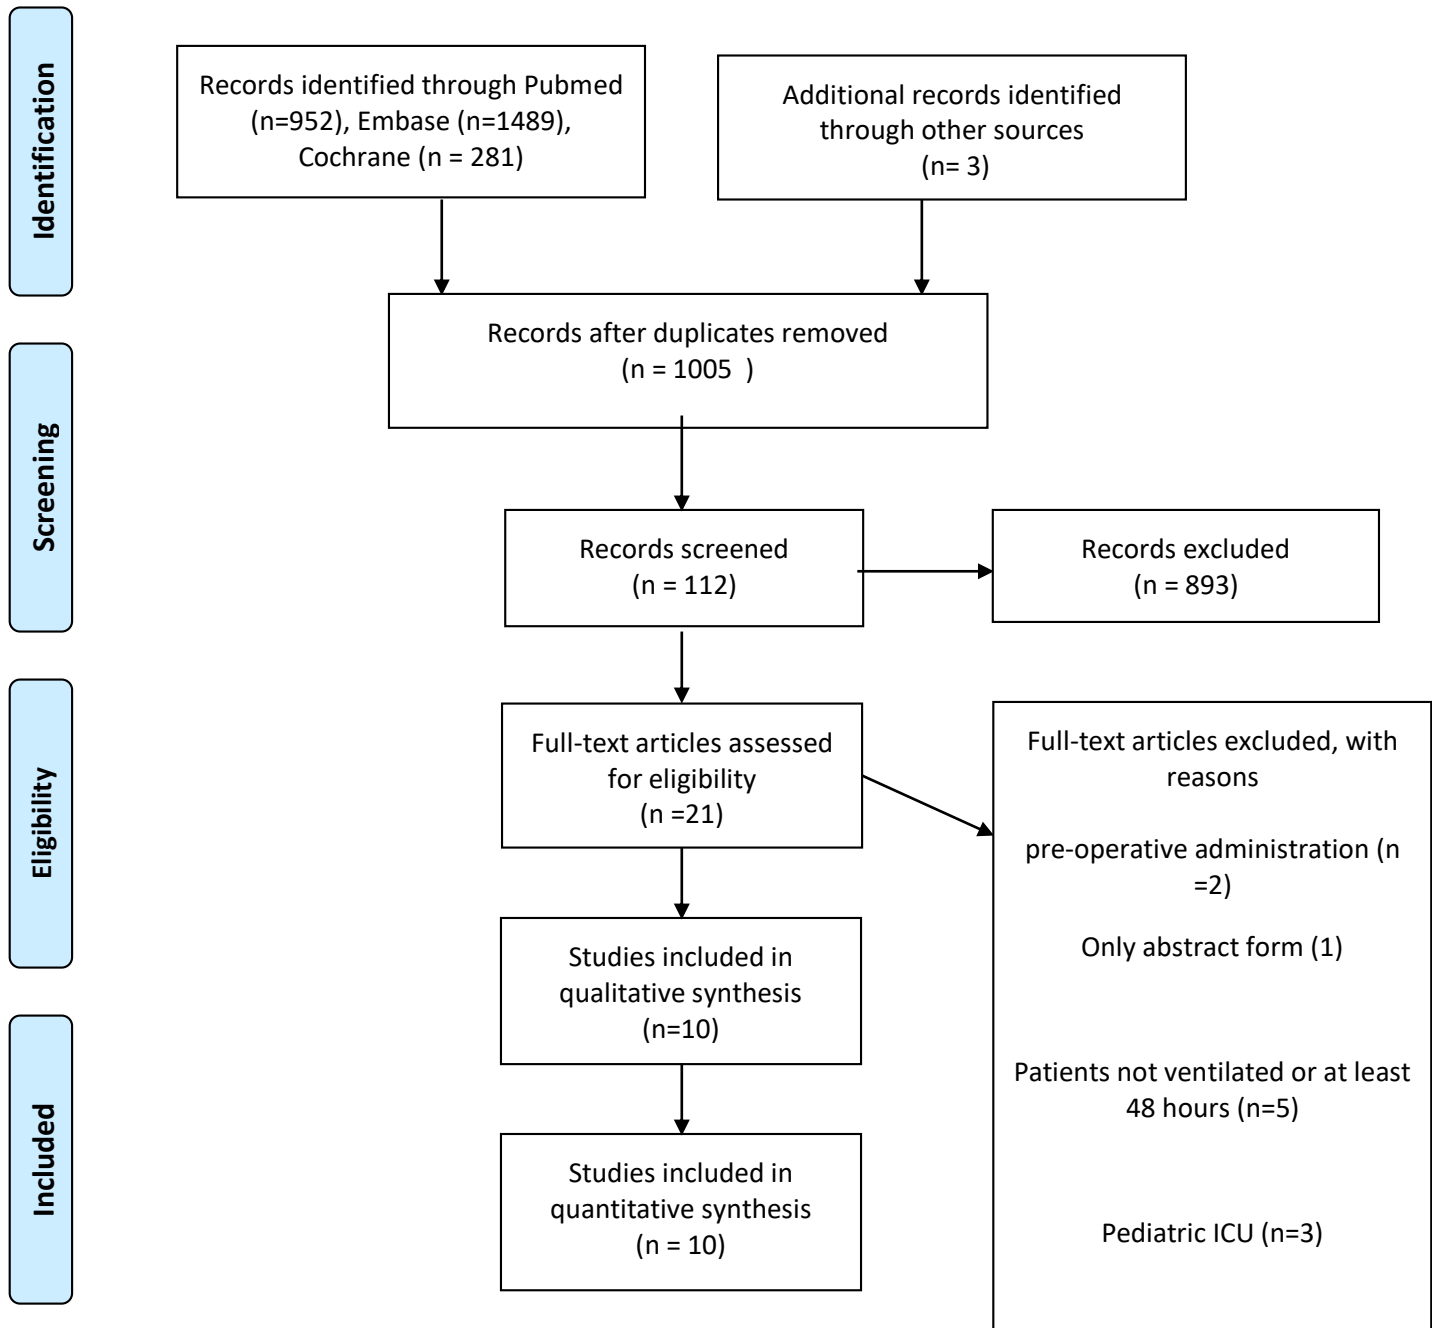 Identification
Records identified through Pubmed
(n=952), Embase (n=1489),
Cochrane (n = 281)
Additional records identified
through other sources
(n= 3)
Records after duplicates removed
(n = 1005  )
Screening
Records screened
(n = 112)
Records excluded
(n = 893)
Eligibility
Full-text articles assessed
for eligibility
(n =21)
Full-text articles excluded, with
reasons
pre-operative administration (n
=2)
Only abstract form (1)
Patients not ventilated or at least
48 hours (n=5)
Pediatric ICU (n=3)
Studies included in
qualitative synthesis
(n=10)
Included
Studies included in
quantitative synthesis
(n = 10)